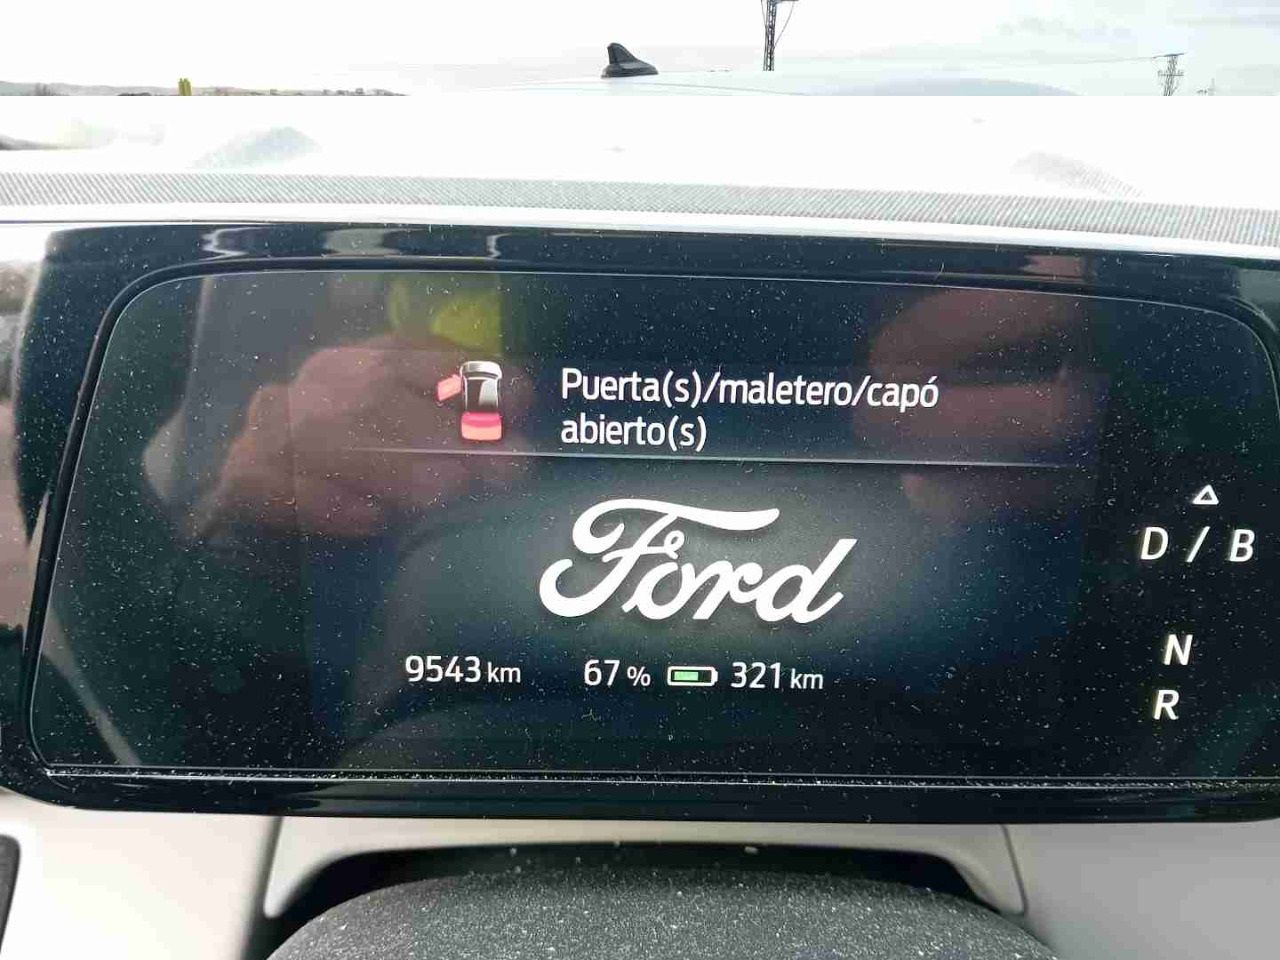 Puerta(s)/maletero/capó
abierto(s)
Ford
D / B
9543 km 67 % 321 km
N
R